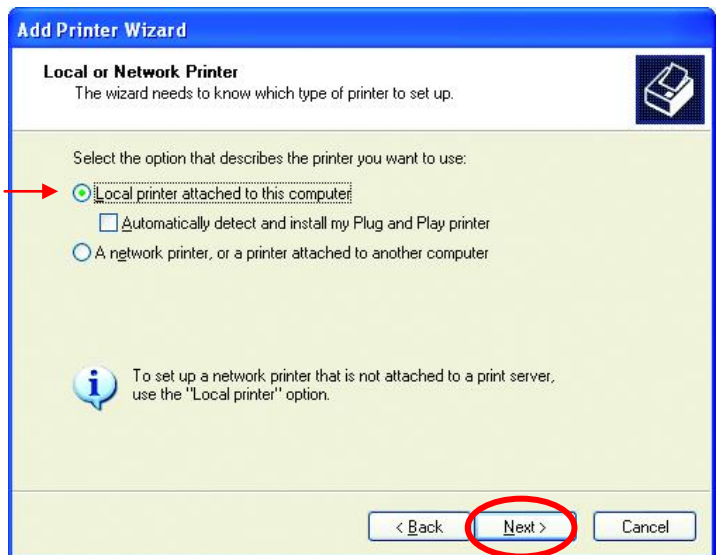 Add Printer Wizard
Local or Network Printer
The wizard needs to know which type of printer to set up.
Select the option that describes the printer you want to use:
Local printer attached to this computer
Automatically detect and install my Plug and Play printer
A network printer, or a printer attached to another computer
To set up a network printer that is not attached to a print server,
use the "Local printer" option.
< Back Next > Cancel